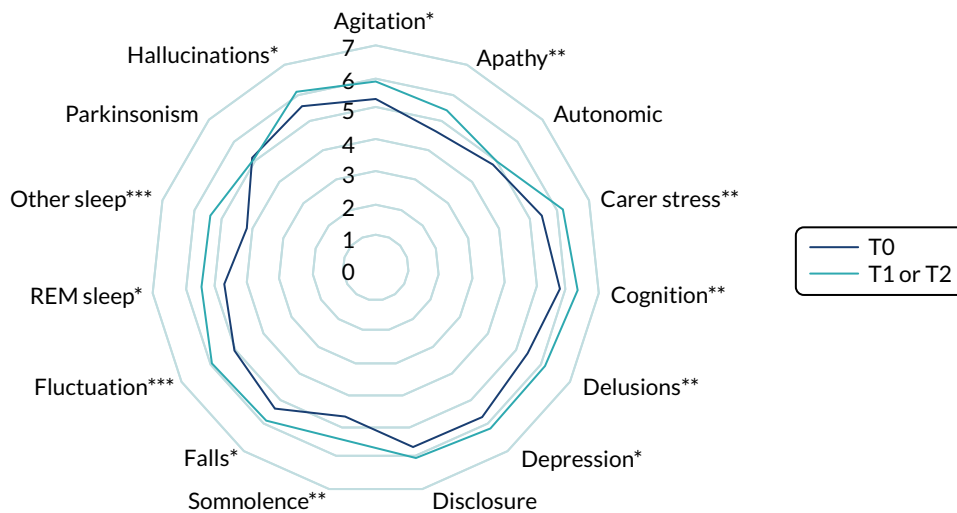 Agitation*
Apathy**
Autonomic
Carer stress**
Cognition**
Delusions**
Depression*
Disclosure
Somnolence**
Falls*
Fluctuation***
REM sleep*
Other sleep***
Parkinsonism
Hallucinations*
7
6
5
4
3
2
1
0
T0
T1 or T2